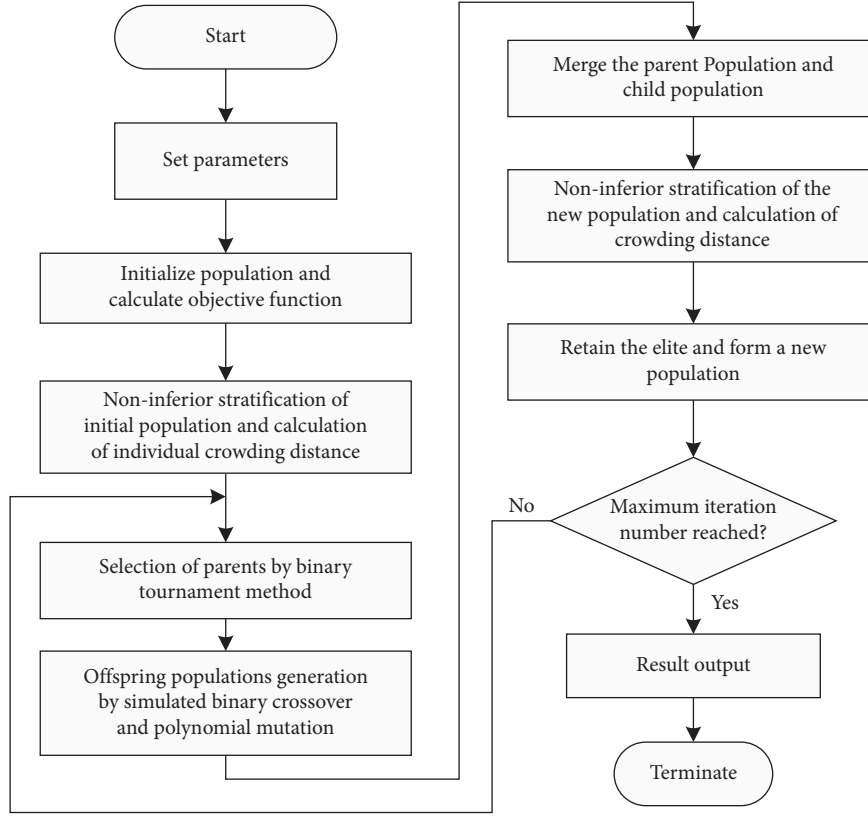 Start
Set parameters
Initialize population and
calculate objective function
Non-inferior stratification of
initial population and calculation
of individual crowding distance
Selection of parents by binary
tournament method
Offspring populations generation
by simulated binary crossover
and polynomial mutation
Merge the parent Population and
child population
Non-inferior stratification of the
new population and calculation of
crowding distance
Retain the elite and form a new
population
Maximum iteration
number reached?
No
Yes
Result output
Terminate